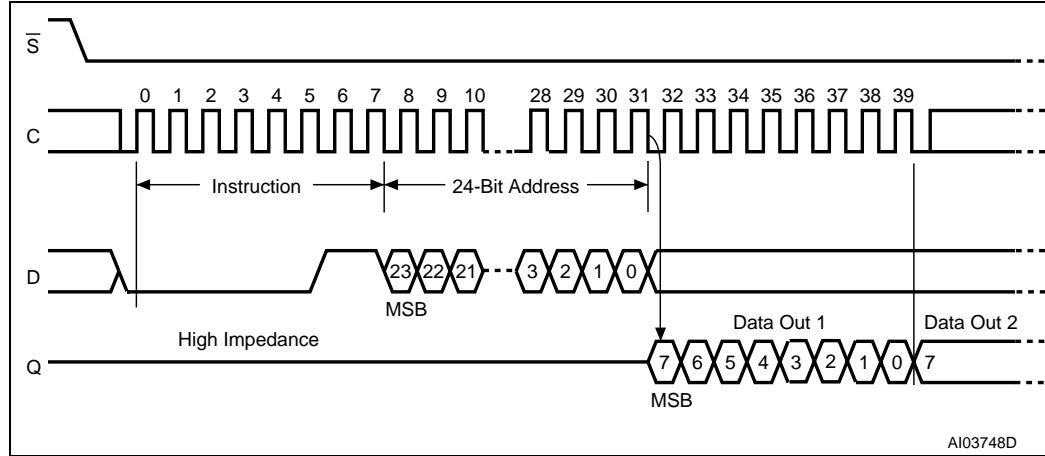 S
0 1 2 3 4 5 6 7 8 9 10 28 29 30 31 32 33 34 35 36 37 38 39
C
Instruction 24-Bit Address
D 23 22 21 3 2 1 0
MSB
High Impedance Data Out 1 Data Out 2
Q 7 6 5 4 3 2 1 0 7
MSB
AI03748D